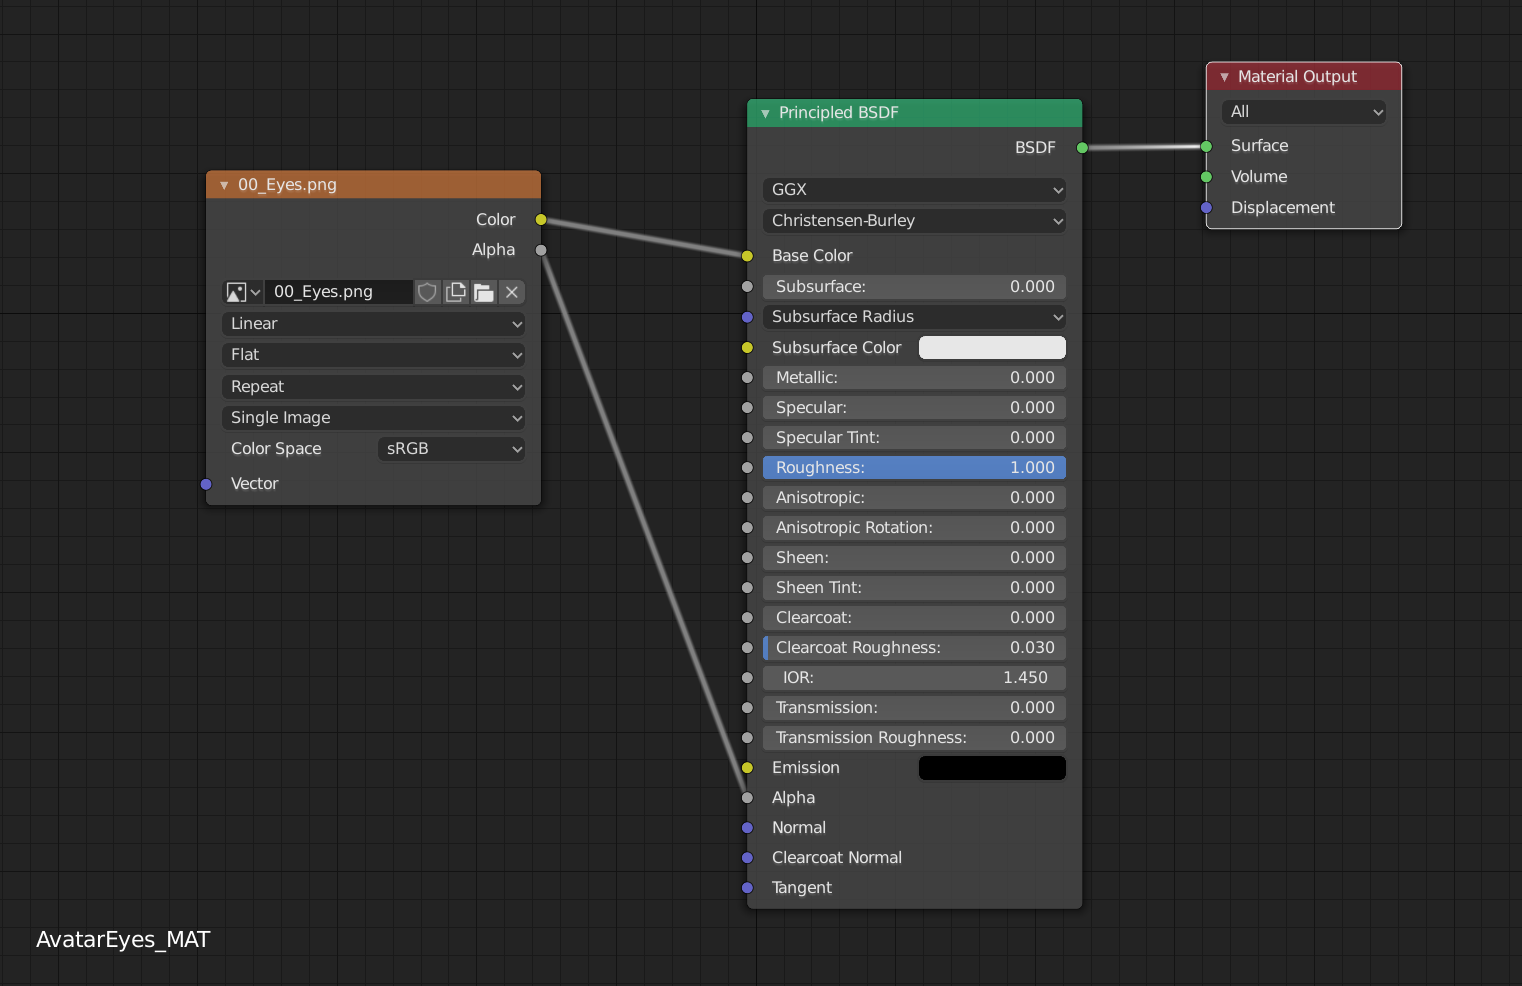 00_Eyes.png
Color
Alpha
00_Eyes.png
Linear
Flat
Repeat
Single Image
Color Space sRGB
Vector
Principled BSDF
BSDF
GGX
Christensen-Burley
Base Color
Subsurface: 0.000
Subsurface Radius
Subsurface Color
Metallic: 0.000
Specular: 0.000
Specular Tint: 0.000
Roughness: 1.000
Anisotropic: 0.000
Anisotropic Rotation: 0.000
Sheen: 0.000
Sheen Tint: 0.000
Clearcoat: 0.000
Clearcoat Roughness: 0.030
IOR: 1.450
Transmission: 0.000
Transmission Roughness: 0.000
Emission
Alpha
Normal
Clearcoat Normal
Tangent
Material Output
All
Surface
Volume
Displacement
AvatarEyes_MAT